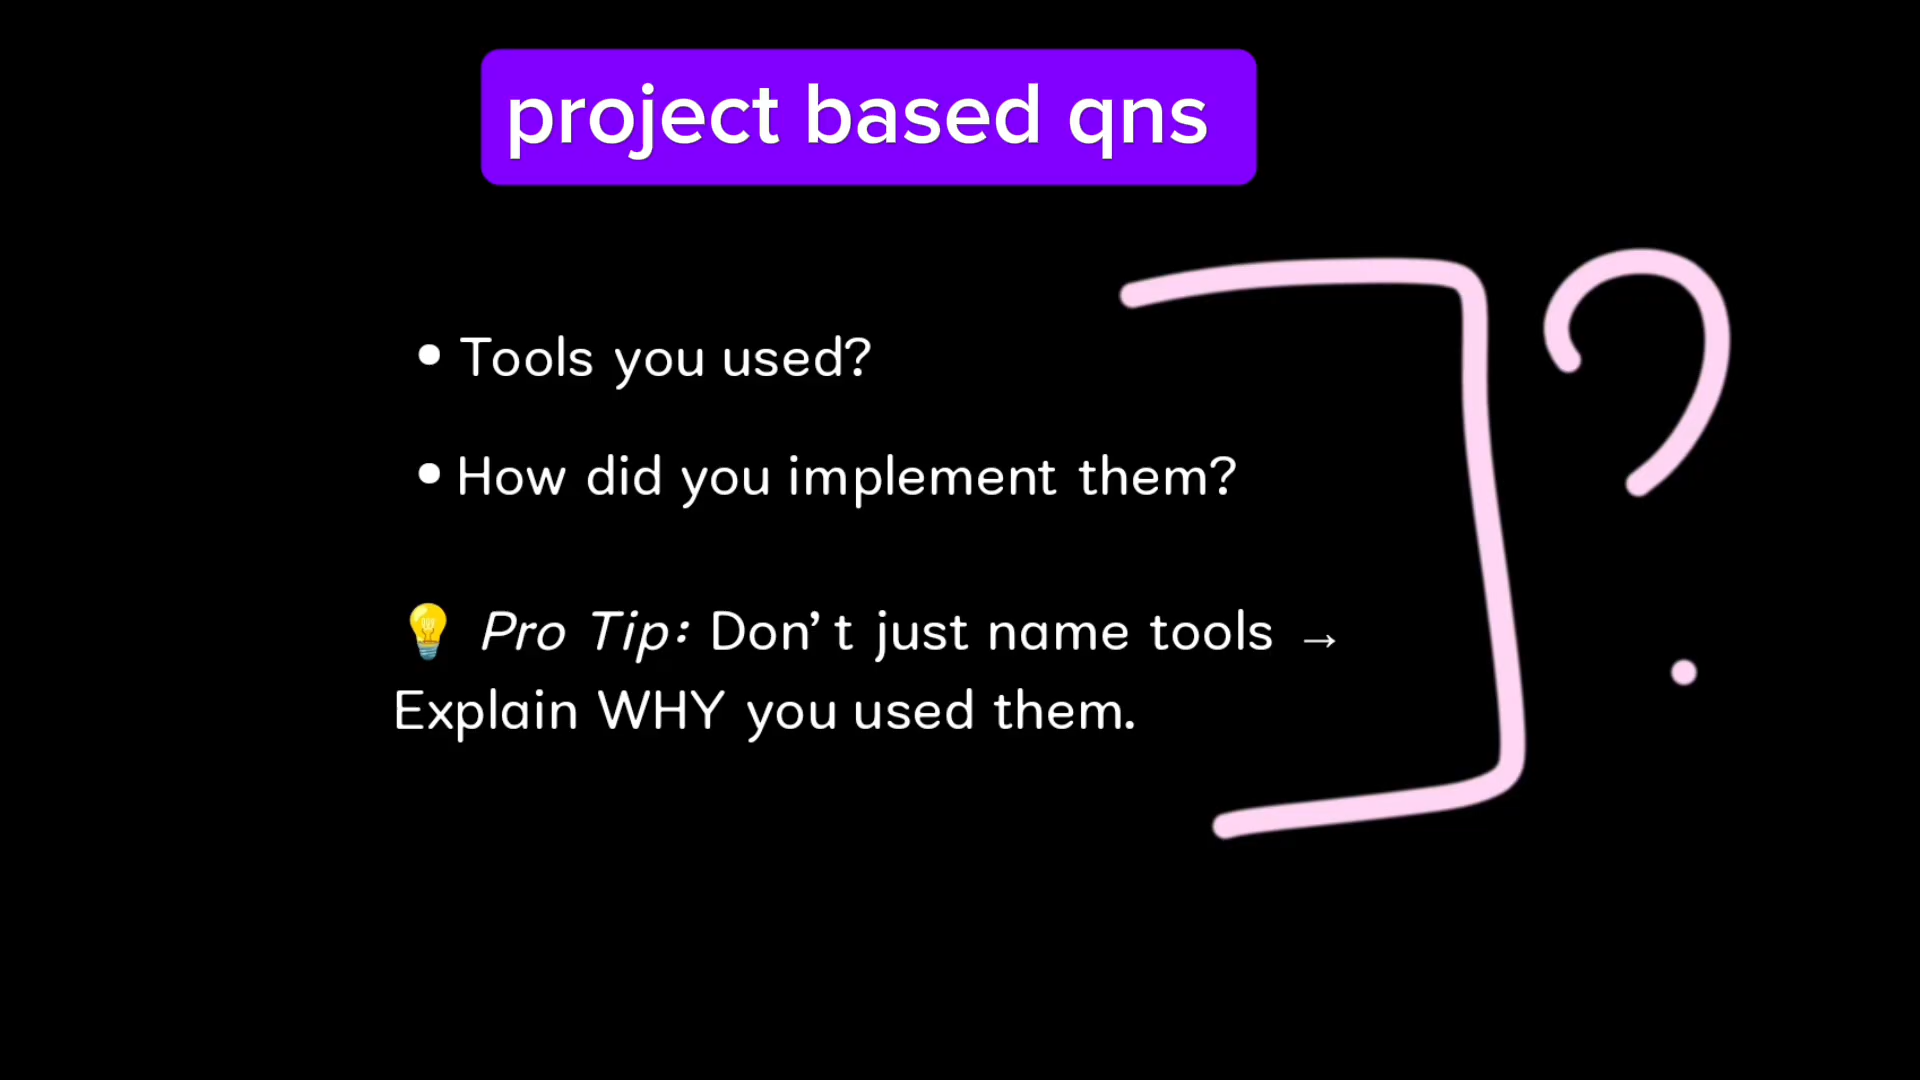 project based qns
• Tools you used?
• How did you implement them?
💡 Pro Tip: Don’t just name tools →
Explain WHY you used them.
?